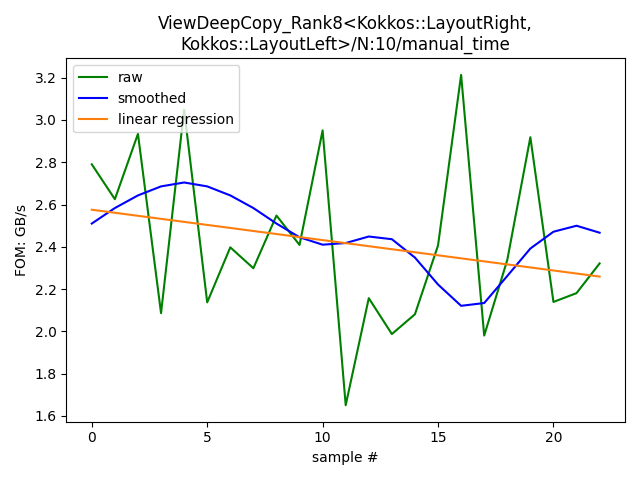 ViewDeepCopy_Rank8<Kokkos::LayoutRight,
Kokkos::LayoutLeft>/N:10/manual_time
raw
smoothed
linear regression
FOM: GB/s
3.2
3.0
2.8
2.6
2.4
2.2
2.0
1.8
1.6
0
5
10
15
20
sample #